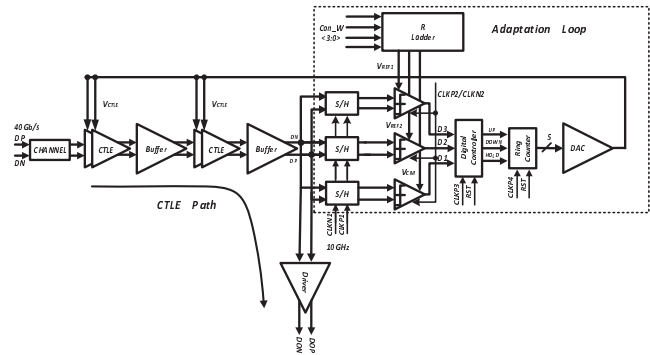 Con_W
<3:0>
R
Ladder
Adaptation Loop
VREF1
VCTLE
VCTLE
S/H
CLKP2/CLKN2
40 Gb/s
DP
DN
CHANNEL
CTLE
Buffer
CTLE
Buffer
DN
DP
S/H
VREF2
D3
D2
D1
Digital
Controller
UP
DOWN
HOLD
Ring
Counter
5
DAC
S/H
VCM
CTLE Path
CLKN1
CLKP1
10 GHz
CLKP3
RST
CLKP4
RST
Driver
DON
DOP